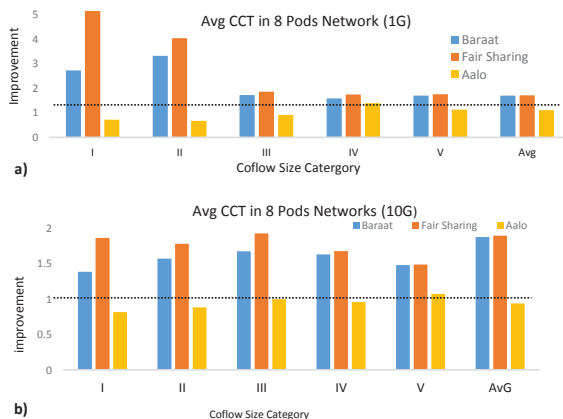 Avg CCT in 8 Pods Network (1G)
5
4
3
2
1
0
Improvement
Baraat
Fair Sharing
Aalo
I II III IV V Avg
Coflow Size Catergory
a)
Avg CCT in 8 Pods Networks (10G)
Baraat Fair Sharing Aalo
2
1.5
1
0.5
0
improvement
I II III IV V AvG
b)
Coflow Size Category